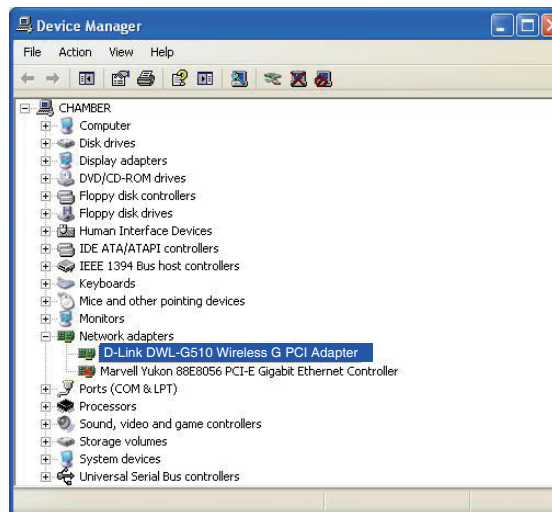 Device Manager
File Action View Help
CHAMBER
Computer
Disk drives
Display adapters
DVD/CD-ROM drives
Floppy disk controllers
Floppy disk drives
Human Interface Devices
IDE ATA/ATAPI controllers
IEEE 1394 Bus host controllers
Keyboards
Mice and other pointing devices
Monitors
Network adapters
D-Link DWL-G510 Wireless G PCI Adapter
Marvell Yukon 88E8056 PCI-E Gigabit Ethernet Controller
Ports (COM & LPT)
Processors
Sound, video and game controllers
Storage volumes
System devices
Universal Serial Bus controllers